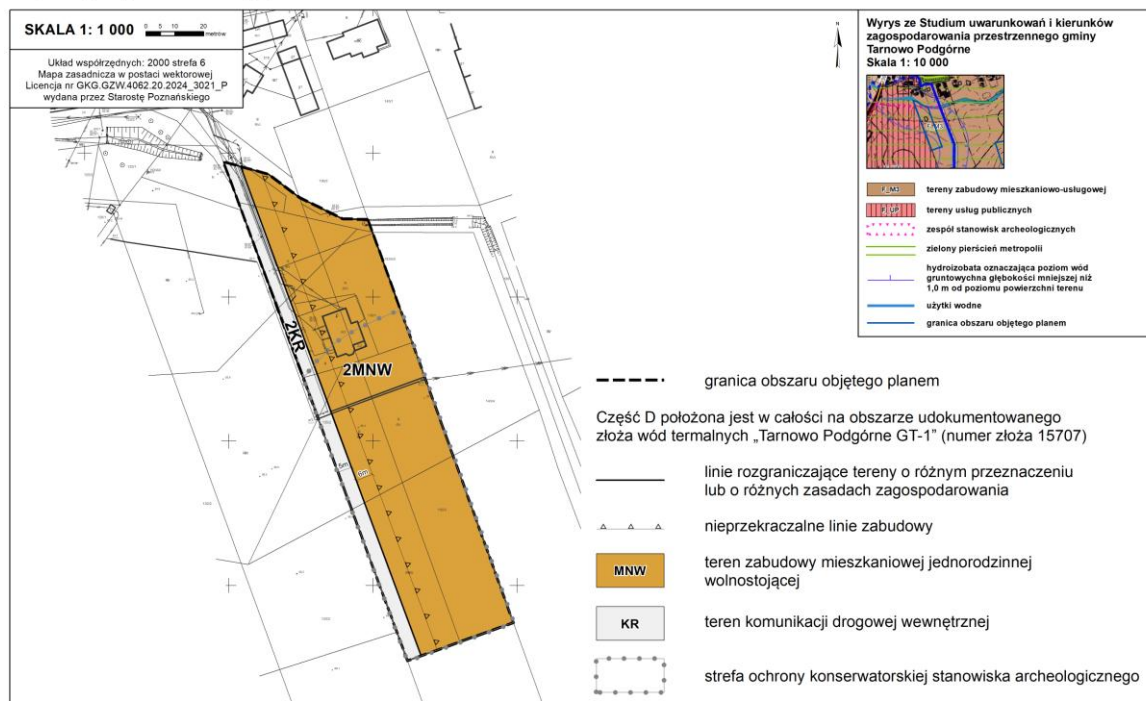 SKALA 1: 1 000
0 5 10 20
metrów
Układ współrzędnych: 2000 strefa 6
Mapa zasadnicza w postaci wektorowej
Licencja nr GKG.GZW.4062.20.2024_3021_P
wydana przez Starostę Poznańskiego
N
Wyrys ze Studium uwarunkowań i kierunków
zagospodarowania przestrzennego gminy
Tarnowo Podgórne
Skala 1: 10 000
F_M3
F_M3 tereny zabudowy mieszkaniowo-usługowej
F_UP tereny usług publicznych
zespół stanowisk archeologicznych
zielony pierścień metropolii
hydroizobata oznaczająca poziom wód
gruntowychna głębokości mniejszej niż
1,0 m od poziomu powierzchni terenu
użytki wodne
granica obszaru objętego planem
2KR
2MNW
5m
6m
granica obszaru objętego planem
Część D położona jest w całości na obszarze udokumentowanego
złoża wód termalnych „Tarnowo Podgórne GT-1” (numer złoża 15707)
linie rozgraniczające tereny o różnym przeznaczeniu
lub o różnych zasadach zagospodarowania
nieprzekraczalne linie zabudowy
MNW teren zabudowy mieszkaniowej jednorodzinnej
wolnostojącej
KR teren komunikacji drogowej wewnętrznej
strefa ochrony konserwatorskiej stanowiska archeologicznego